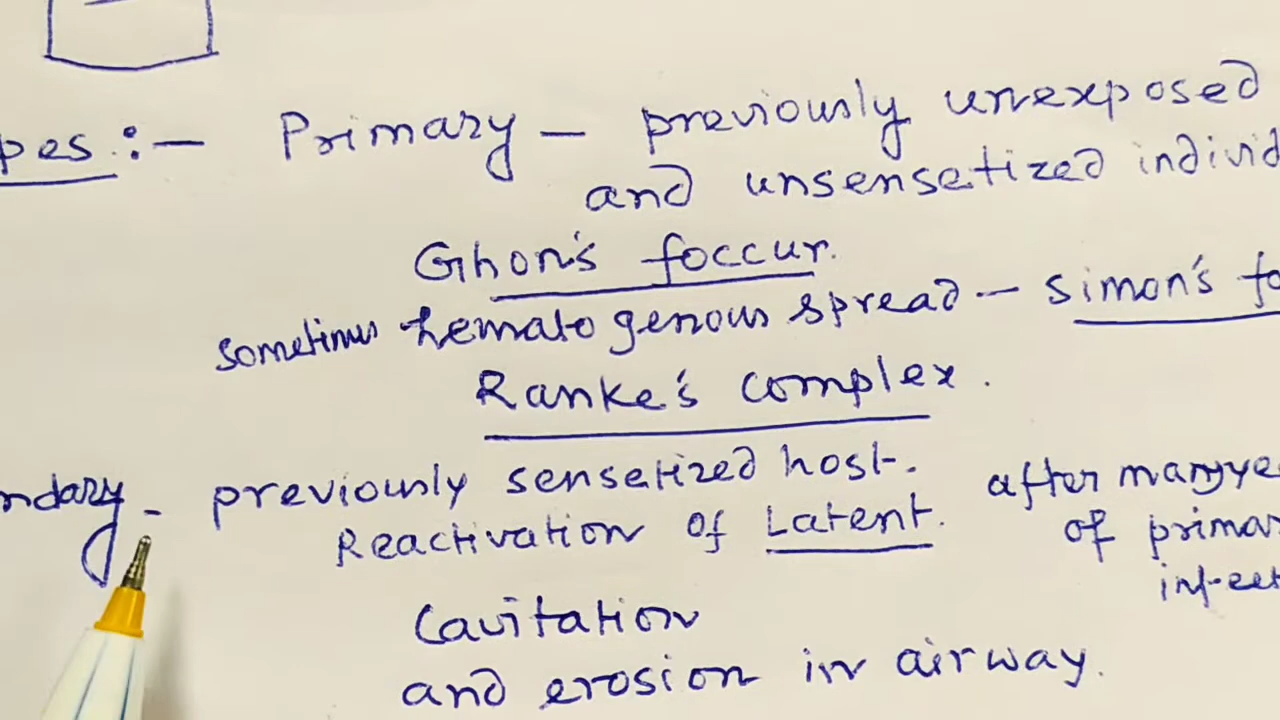 pes :- Primary - previously unexposed
and unsensetized individ
Ghon's foccur.
sometimes hematogenous spread - simon's fo
Ranke's complex.
ndary - previously sensetized host.
Reactivation of Latent. after many ye
of primar
infect
Cavitation
and erosion in airway.